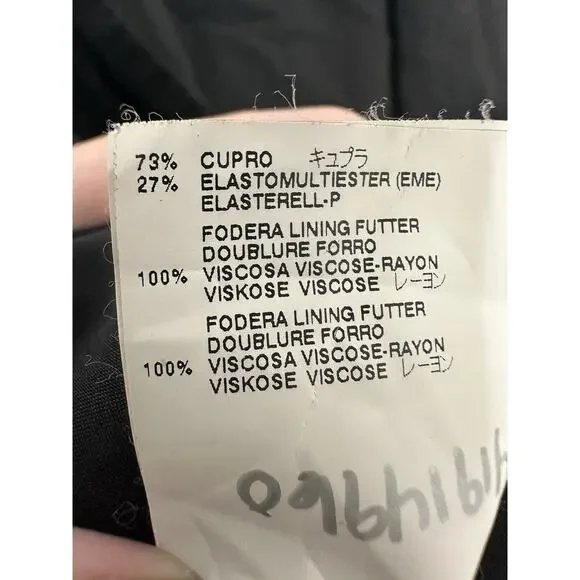 73% CUPRO キュプラ
27% ELASTOMULTIESTER (EME)
ELASTERELL-P
FODERA LINING FUTTER
DOUBLURE FORRO
100% VISCOSA VISCOSE-RAYON
VISKOSE VISCOSE レーヨン
FODERA LINING FUTTER
DOUBLURE FORRO
100% VISCOSA VISCOSE-RAYON
VISKOSE VISCOSE レーヨン